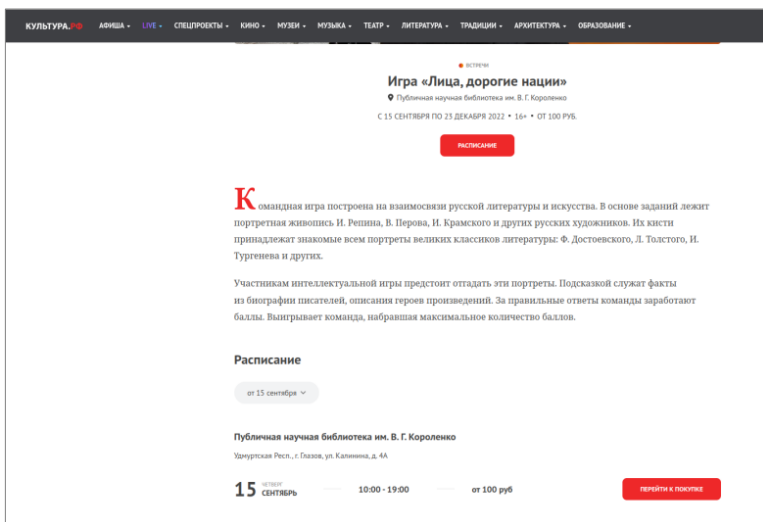 КУЛЬТУРА.РФ АФИША LIVE СПЕЦПРОЕКТЫ КИНО МУЗЕИ МУЗЫКА ТЕАТР ЛИТЕРАТУРА ТРАДИЦИИ АРХИТЕКТУРА ОБРАЗОВАНИЕ
ВСТРЕЧИ
Игра «Лица, дорогие нации»
Публичная научная библиотека им. В. Г. Короленко
С 15 СЕНТЯБРЯ ПО 23 ДЕКАБРЯ 2022 • 16+ • ОТ 100 РУБ.
РАСПИСАНИЕ
Командная игра построена на взаимосвязи русской литературы и искусства. В основе заданий лежит
портретная живопись И. Репина, В. Перова, И. Крамского и других русских художников. Их кисти
принадлежат знакомые всем портреты великих классиков литературы: Ф. Достоевского, Л. Толстого, И.
Тургенева и других.
Участникам интеллектуальной игры предстоит отгадать эти портреты. Подсказкой служат факты
из биографии писателей, описания героев произведений. За правильные ответы команды заработают
баллы. Выигрывает команда, набравшая максимальное количество баллов.
Расписание
от 15 сентября
Публичная научная библиотека им. В. Г. Короленко
Удмуртская Респ., г. Глазов, ул. Калинина, д. 4А
15 ЧЕТВЕРГ СЕНТЯБРЬ 10:00 - 19:00 от 100 руб ПЕРЕЙТИ К ПОКУПКЕ